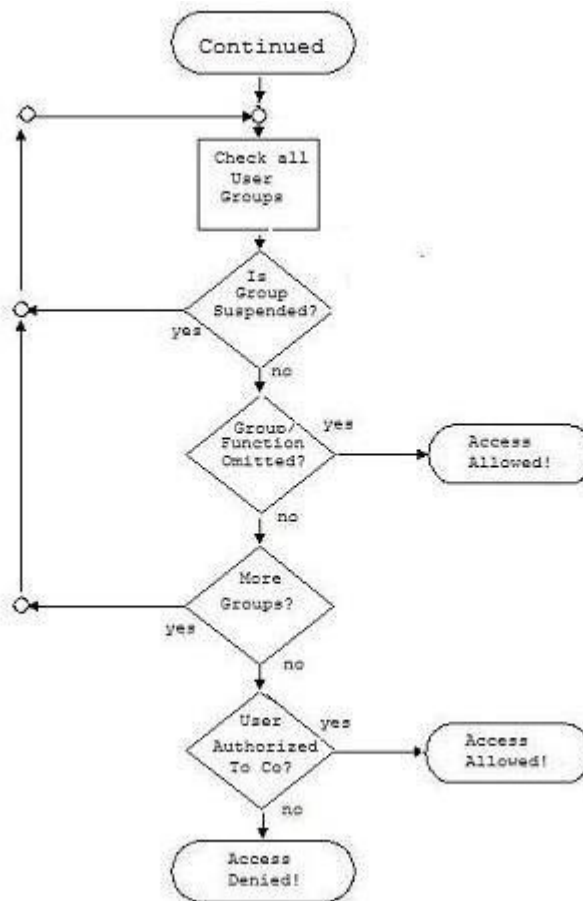 Continued
Check all
User
Groups
Is
Group
Suspended?
yes
no
Group/
Function
Omitted?
yes
Access
Allowed!
no
More
Groups?
yes
no
User
Authorized
To Co?
yes
Access
Allowed!
no
Access
Denied!